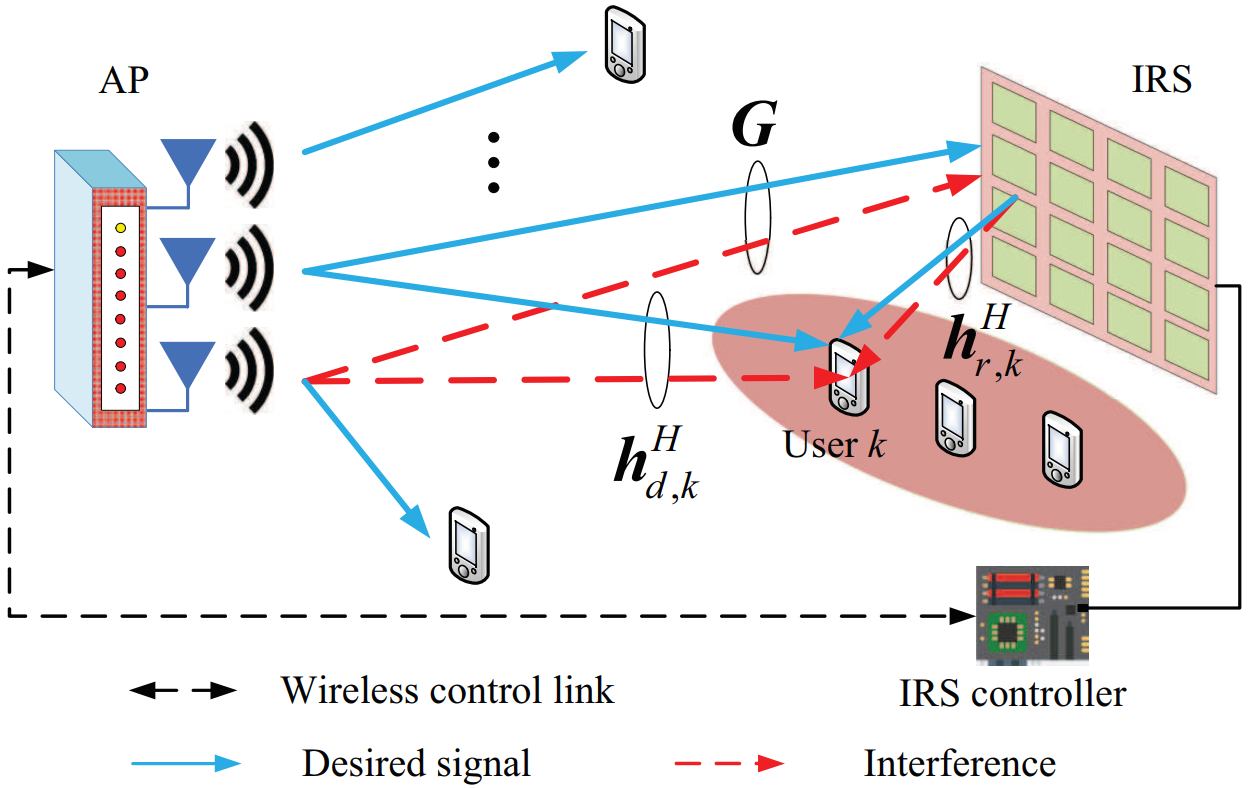 AP
IRS
G
h_{r,k}^{H}
h_{d,k}^{H}
User k
IRS controller
Wireless control link
Desired signal
Interference